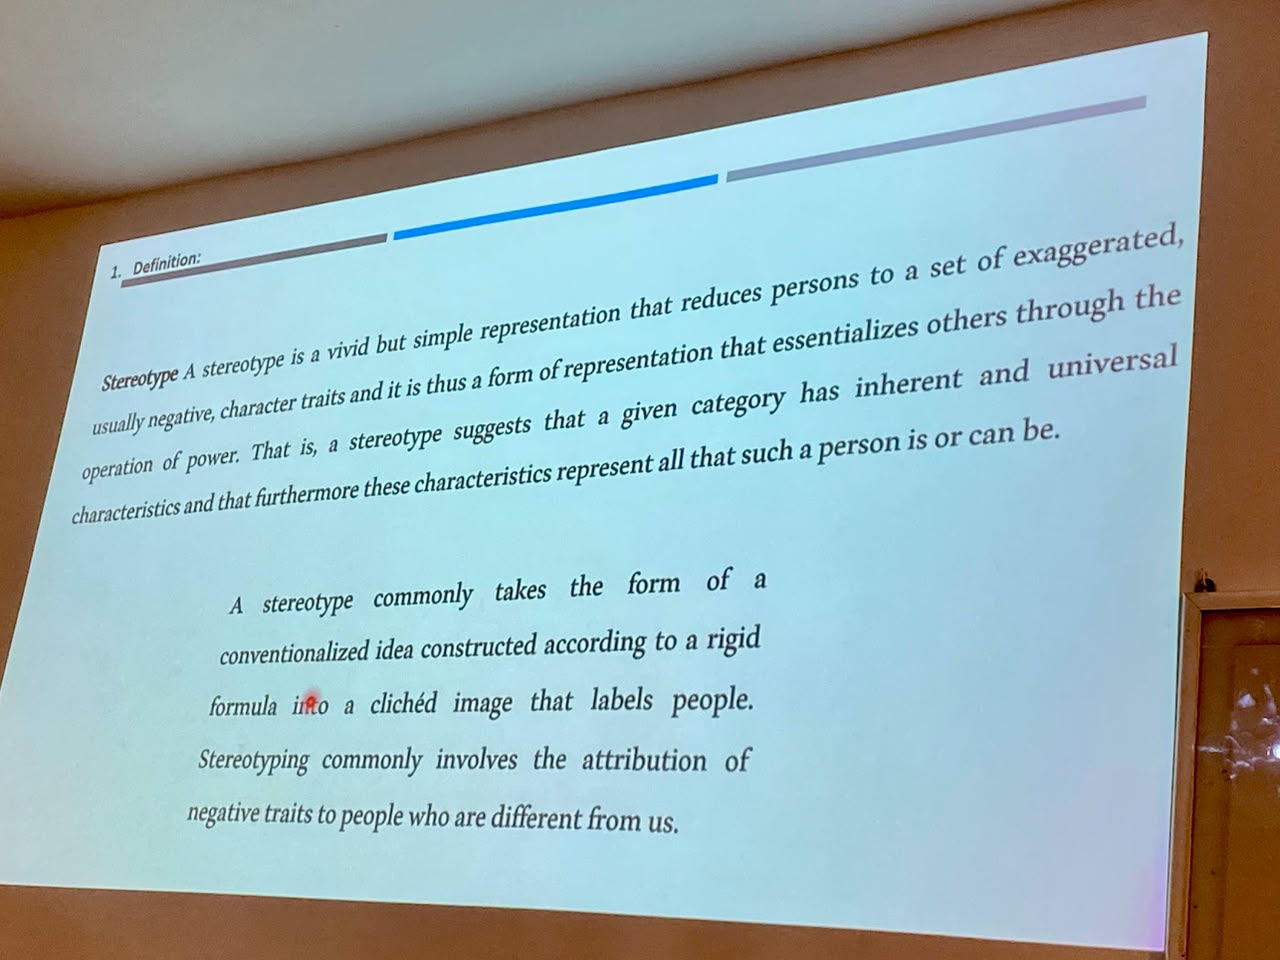 1. Definition:
Stereotype A stereotype is a vivid but simple representation that reduces persons to a set of exaggerated,
usually negative, character traits and it is thus a form of representation that essentializes others through the
operation of power. That is, a stereotype suggests that a given category has inherent and universal
characteristics and that furthermore these characteristics represent all that such a person is or can be.
A stereotype commonly takes the form of a
conventionalized idea constructed according to a rigid
formula into a clichéd image that labels people.
Stereotyping commonly involves the attribution of
negative traits to people who are different from us.